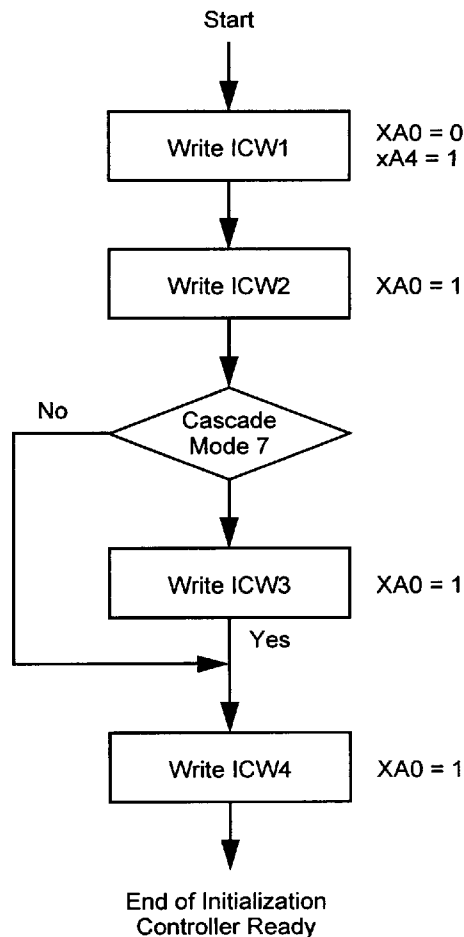 Start
Write ICW1
XA0 = 0
xA4 = 1
Write ICW2
XA0 = 1
No
Cascade
Mode 7
Write ICW3
XA0 = 1
Yes
Write ICW4
XA0 = 1
End of Initialization
Controller Ready